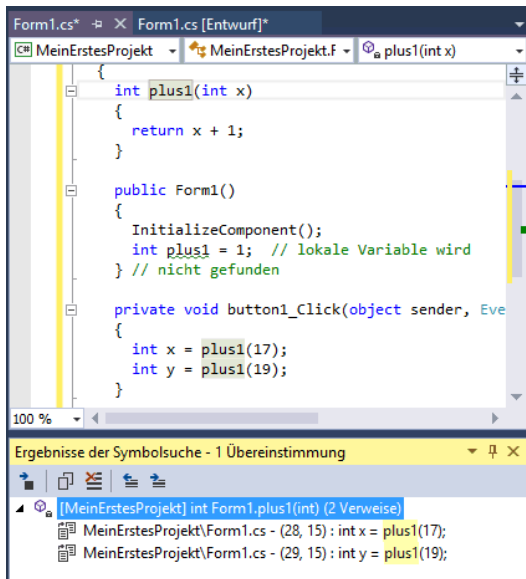 Form1.cs* Form1.cs [Entwurf]*
C# MeinErstesProjekt MeinErstesProjekt.F plus1(int x)
{
int plus1(int x)
{
return x + 1;
}
public Form1()
{
InitializeComponent();
int plus1 = 1; // lokale Variable wird
} // nicht gefunden
private void button1_Click(object sender, Eve
{
int x = plus1(17);
int y = plus1(19);
}
100 %
Ergebnisse der Symbolsuche - 1 Übereinstimmung
[MeinErstesProjekt] int Form1.plus1(int) (2 Verweise)
MeinErstesProjekt\Form1.cs - (28, 15) : int x = plus1(17);
MeinErstesProjekt\Form1.cs - (29, 15) : int y = plus1(19);